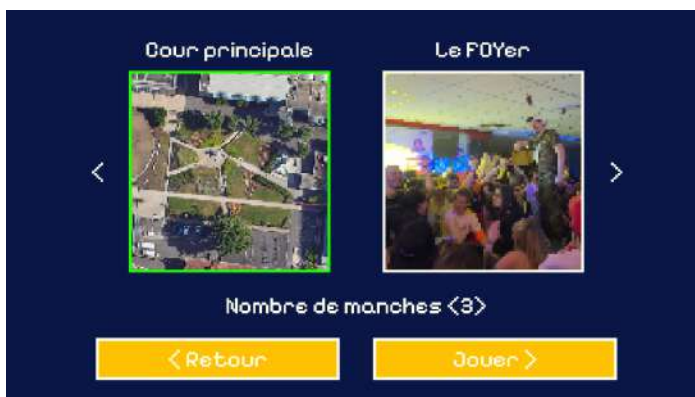 Cour principale
Le FOYer
< >
Nombre de manches <3>
< Retour
Jouer >